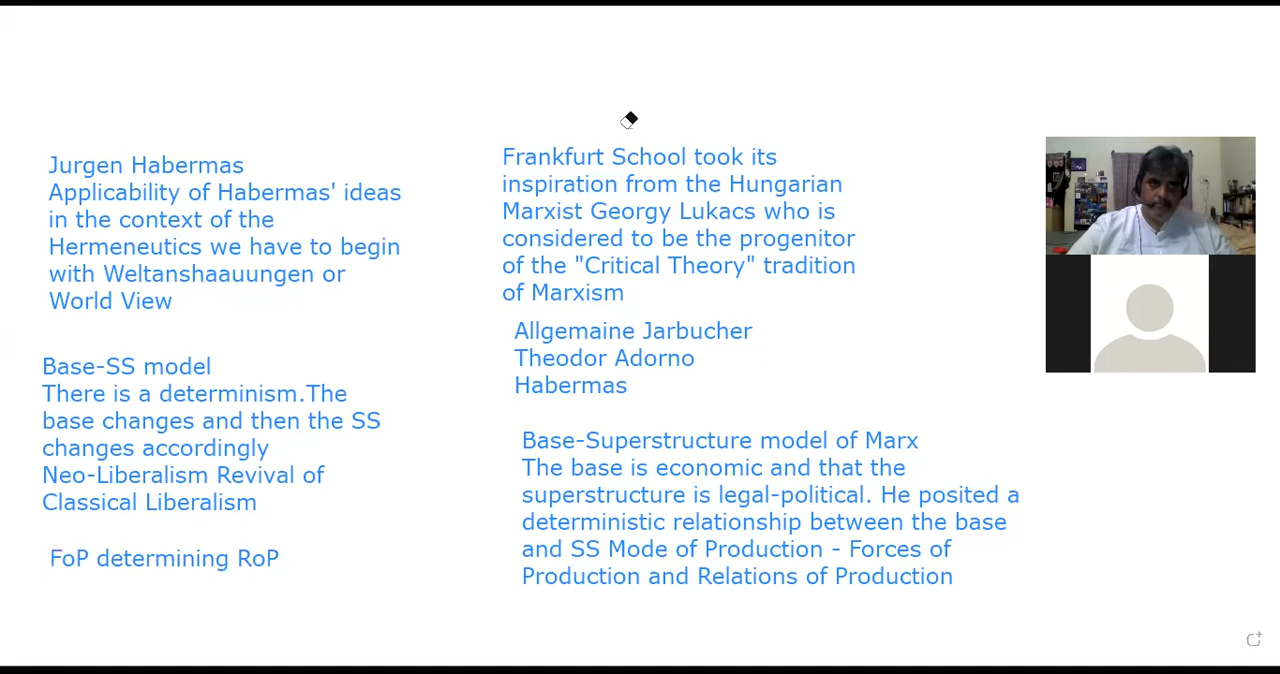 Jurgen Habermas
Applicability of Habermas' ideas
in the context of the
Hermeneutics we have to begin
with Weltanshaauungen or
World View
Base-SS model
There is a determinism.The
base changes and then the SS
changes accordingly
Neo-Liberalism Revival of
Classical Liberalism
FoP determining RoP
Frankfurt School took its
inspiration from the Hungarian
Marxist Georgy Lukacs who is
considered to be the progenitor
of the "Critical Theory" tradition
of Marxism
Allgemaine Jarbucher
Theodor Adorno
Habermas
Base-Superstructure model of Marx
The base is economic and that the
superstructure is legal-political. He posited a
deterministic relationship between the base
and SS Mode of Production - Forces of
Production and Relations of Production